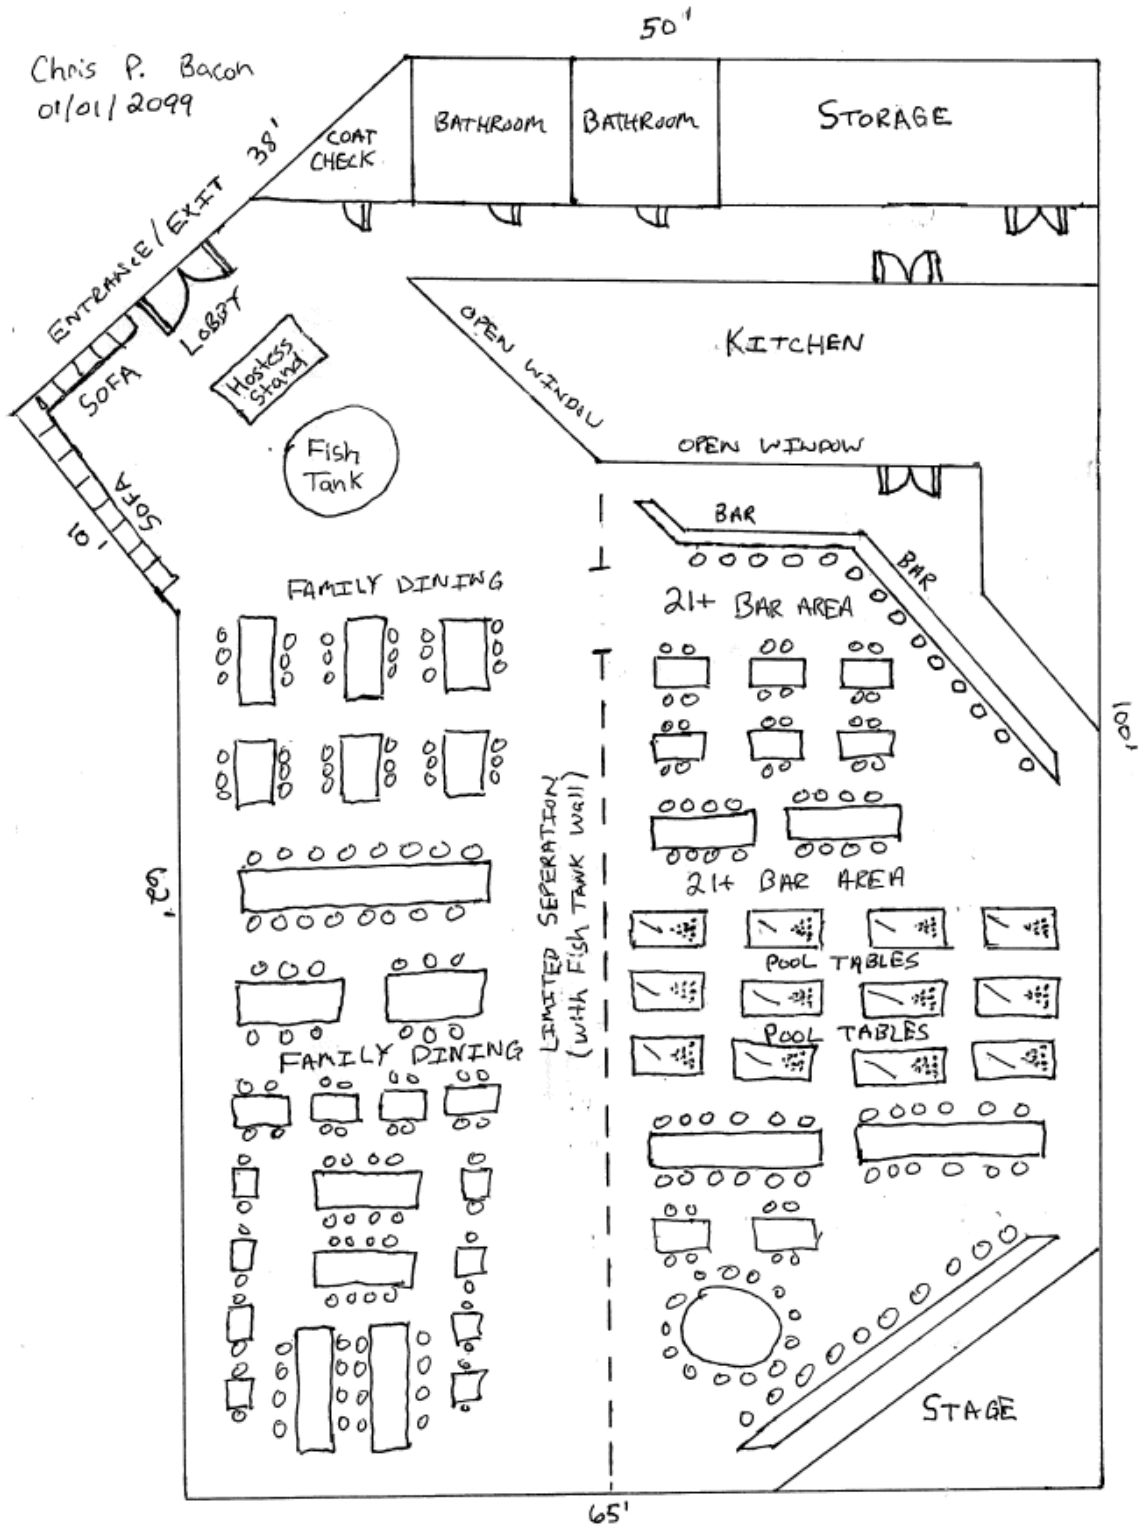 50'
Chris P. Bacon
01/01/2099
38'
COAT
CHECK
BATHROOM
BATHROOM
STORAGE
ENTRANCE/EXIT
LOBBY
Hostess
Stand
SOFA
SOFA
10'
Fish
Tank
OPEN WINDOW
KITCHEN
OPEN WINDOW
BAR
BAR
FAMILY DINING
21+ BAR AREA
100'
62'
LIMITED SEPERATION
(with Fish Tank Wall)
21+ BAR AREA
POOL TABLES
POOL TABLES
FAMILY DINING
STAGE
65'